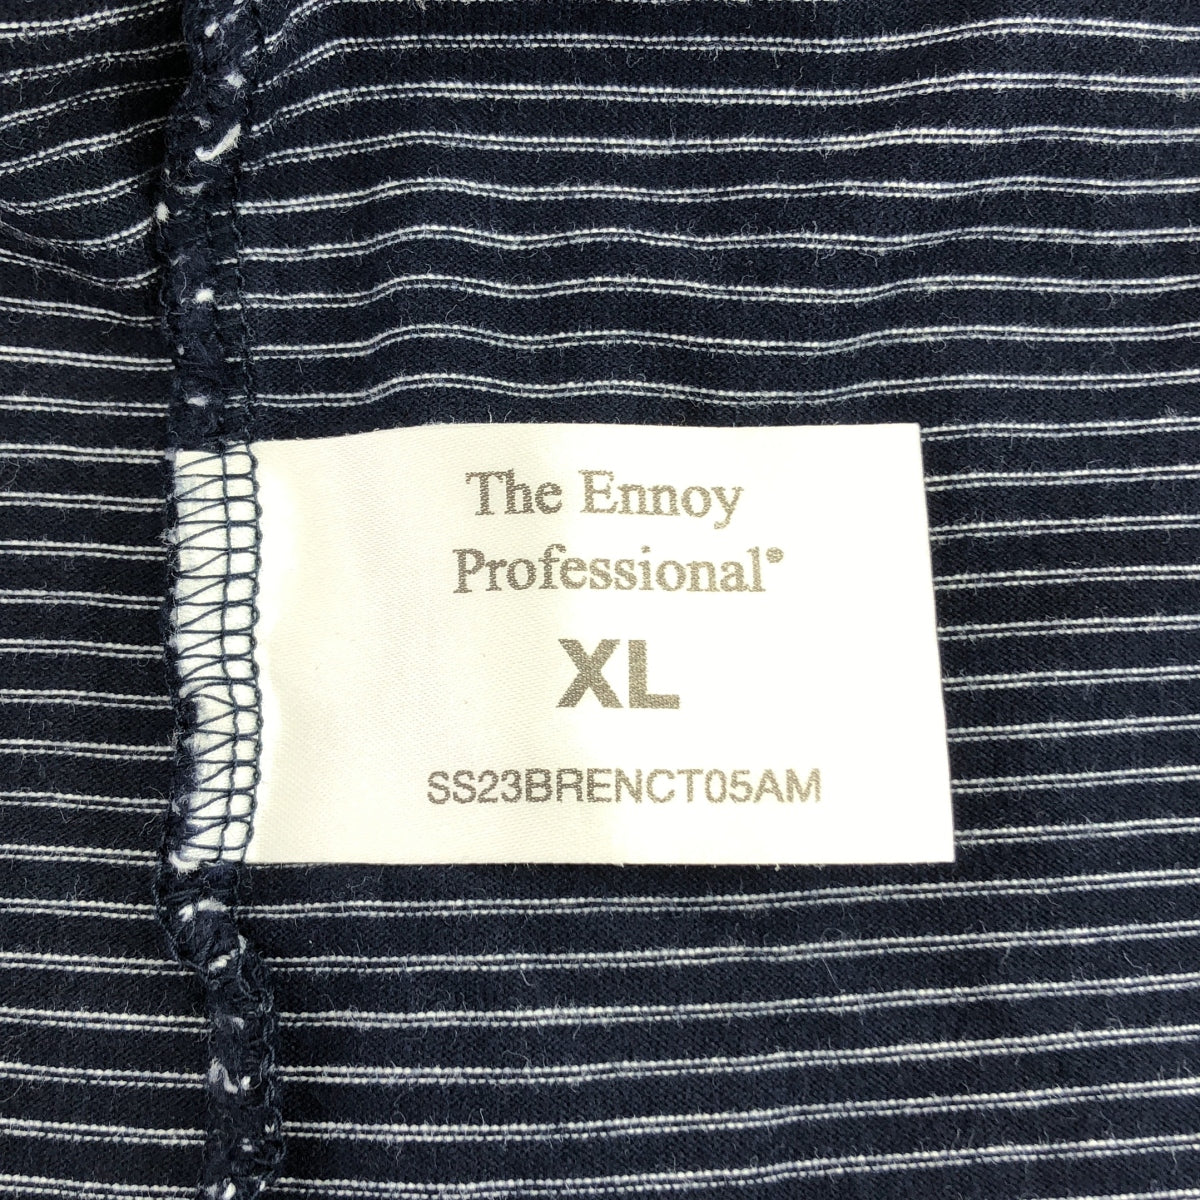 The Ennoy
Professional®
XL
SS23BRENCT05AM